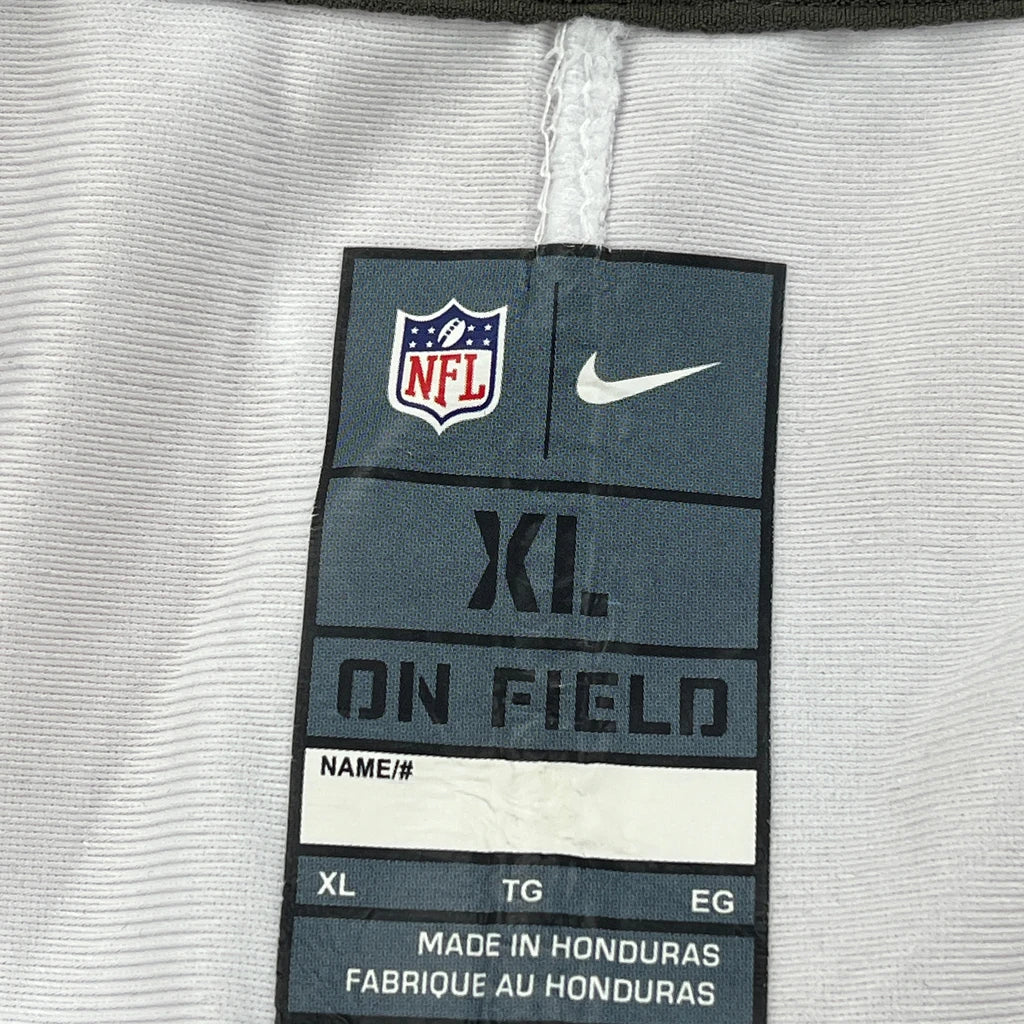 NFL
XL
ON FIELD
NAME/#
XL TG EG
MADE IN HONDURAS
FABRIQUE AU HONDURAS